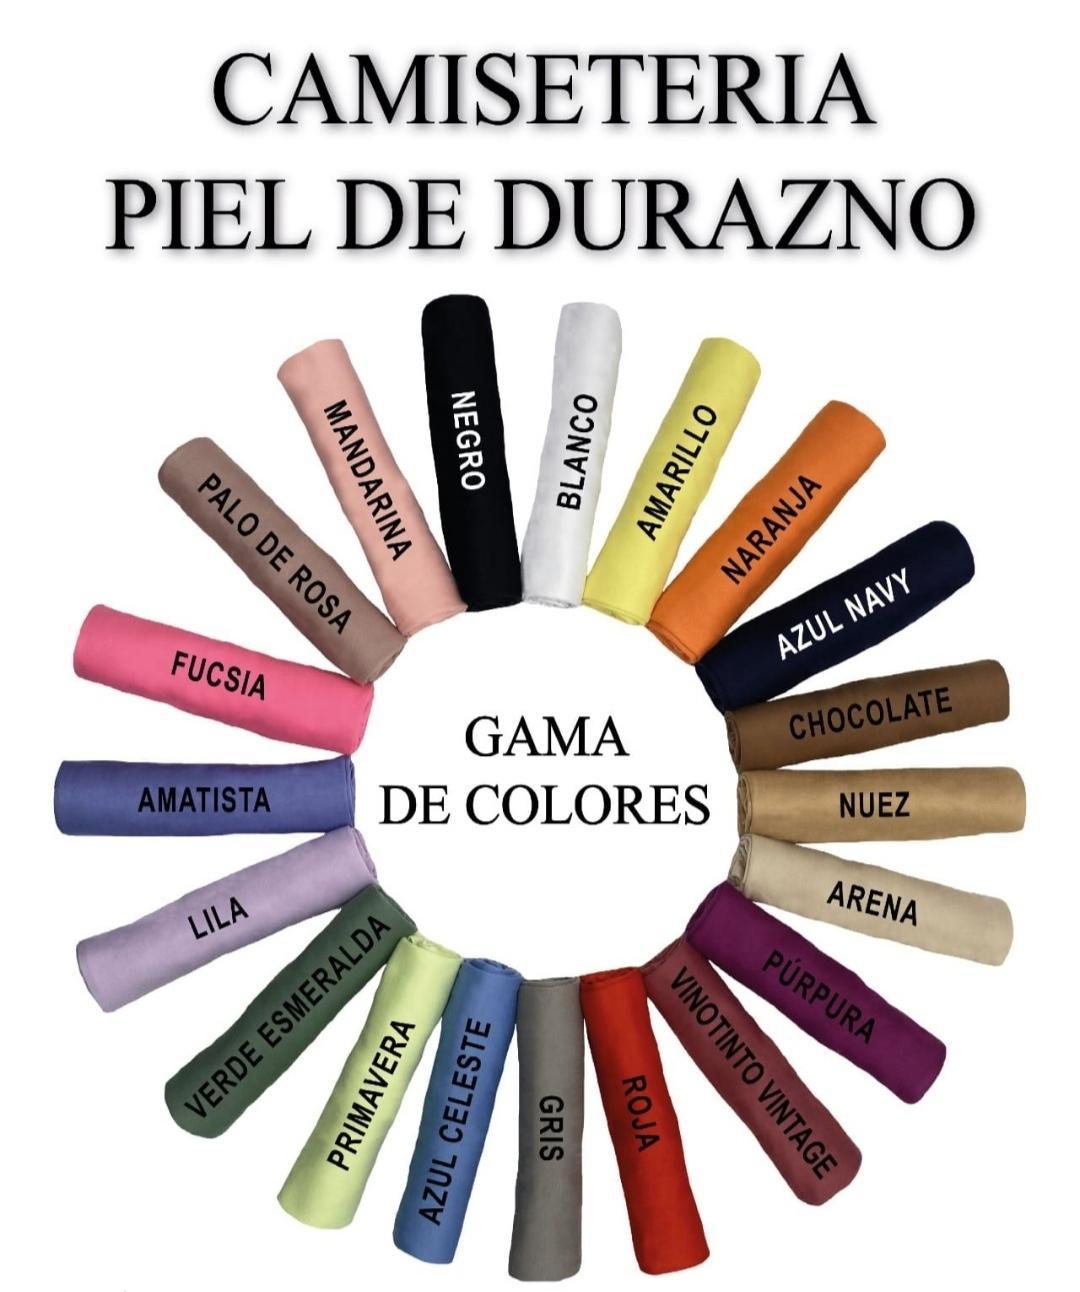 CAMISETERIA
PIEL DE DURAZNO
NEGRO
BLANCO
AMARILLO
NARANJA
AZUL NAVY
CHOCOLATE
NUEZ
ARENA
PÚRPURA
VINOTINTO VINTAGE
ROJA
GRIS
AZUL CELESTE
PRIMAVERA
VERDE ESMERALDA
LILA
AMATISTA
FUCSIA
PALO DE ROSA
MANDARINA
GAMA
DE COLORES